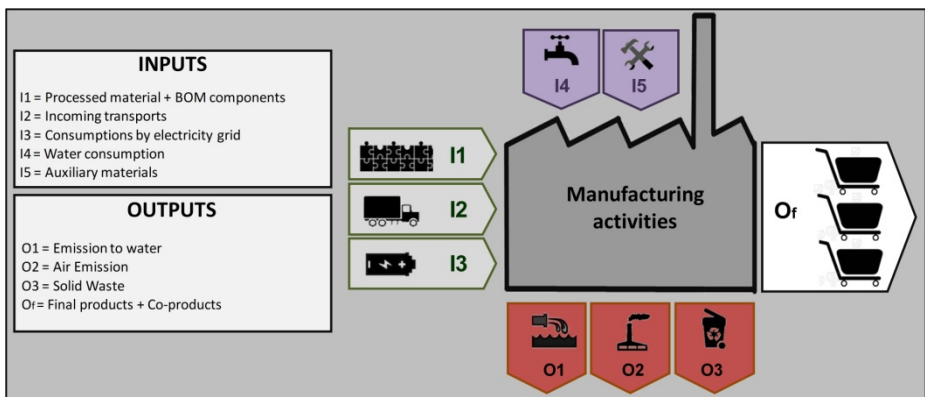 INPUTS
I1 = Processed material + BOM components
I2 = Incoming transports
I3 = Consumptions by electricity grid
I4 = Water consumption
I5 = Auxiliary materials
OUTPUTS
O1 = Emission to water
O2 = Air Emission
O3 = Solid Waste
Of= Final products + Co-products
I4
I5
I1
I2
I3
Manufacturing
activities
Of
O1
O2
O3